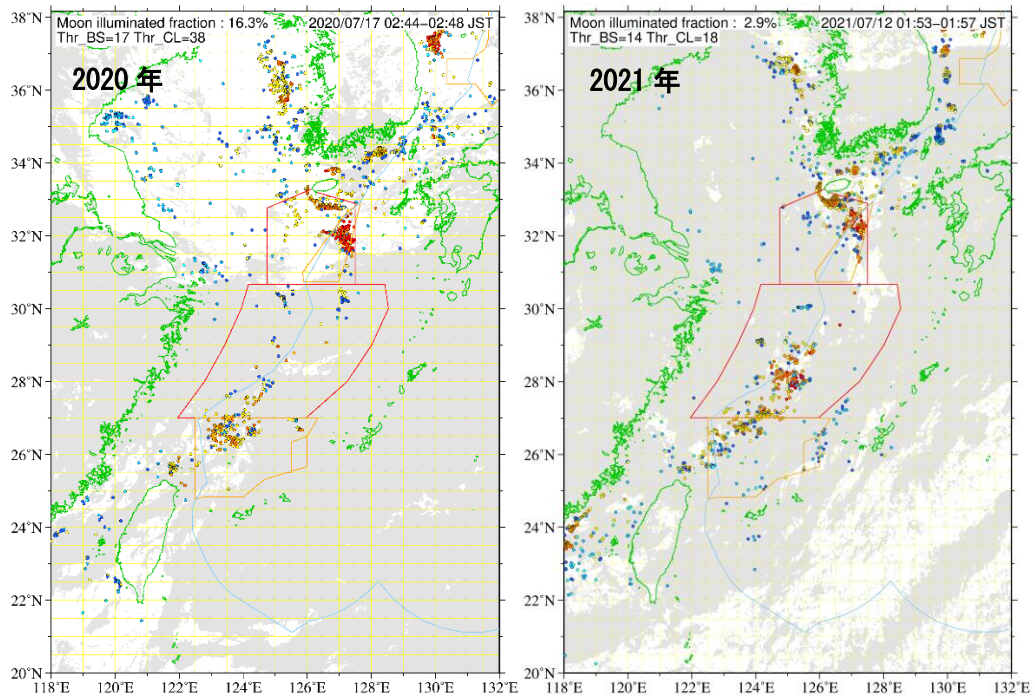 Moon illuminated fraction : 16.3% 2020/07/17 02:44−02:48 JST
Thr_BS=17 Thr_CL=38
2020 年
38°N
36°N
34°N
32°N
30°N
28°N
26°N
24°N
22°N
20°N
118°E 120°E 122°E 124°E 126°E 128°E 130°E 132°E
Moon illuminated fraction : 2.9% 2021/07/12 01:53−01:57 JST
Thr_BS=14 Thr_CL=18
2021 年
38°N
36°N
34°N
32°N
30°N
28°N
26°N
24°N
22°N
20°N
118°E 120°E 122°E 124°E 126°E 128°E 130°E 132°E